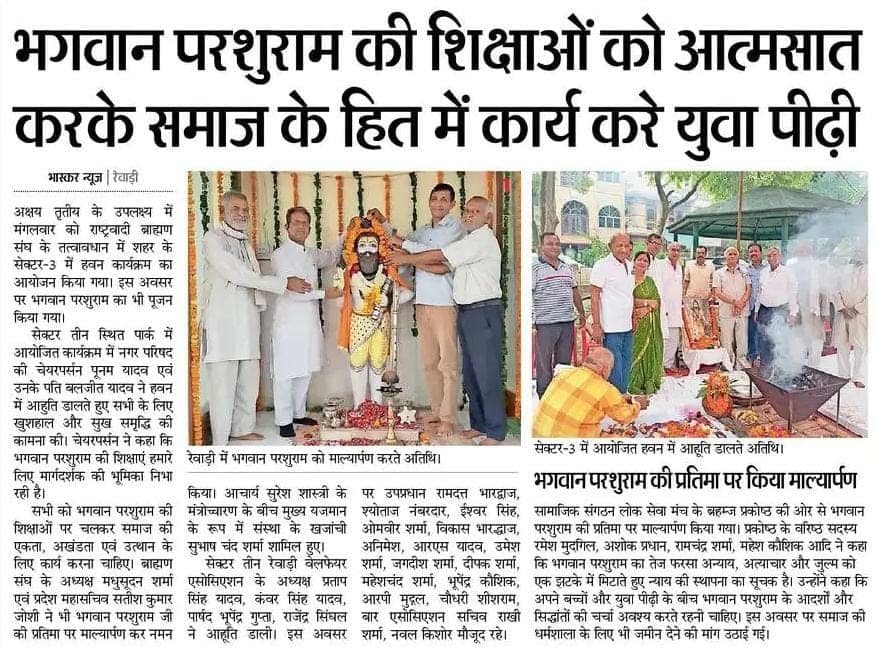 भगवान परशुराम की शिक्षाओं को आत्मसात
करके समाज के हित में कार्य करे युवा पीढ़ी
भास्कर न्यूज | रेवाड़ी
अक्षय तृतीय के उपलक्ष्य में
मंगलवार को राष्ट्रवादी ब्राह्मण
संघ के तत्वावधान में शहर के
सेक्टर-3 में हवन कार्यक्रम का
आयोजन किया गया। इस अवसर
पर भगवान परशुराम का भी पूजन
किया गया।
सेक्टर तीन स्थित पार्क में
आयोजित कार्यक्रम में नगर परिषद
की चेयरपर्सन पूनम यादव एवं
उनके पति बलजीत यादव ने हवन
में आहुति डालते हुए सभी के लिए
खुशहाल और सुख समृद्धि की
कामना की। चेयरपर्सन ने कहा कि
भगवान परशुराम की शिक्षाएं हमारे
लिए मार्गदर्शक की भूमिका निभा
रही है।
सभी को भगवान परशुराम की
शिक्षाओं पर चलकर समाज की
एकता, अखंडता एवं उत्थान के
लिए कार्य करना चाहिए। ब्राह्मण
संघ के अध्यक्ष मधुसूदन शर्मा
एवं प्रदेश महासचिव सतीश कुमार
जोशी ने भी भगवान परशुराम जी
की प्रतिमा पर माल्यार्पण कर नमन
रेवाड़ी में भगवान परशुराम को माल्यार्पण करते अतिथि।
किया। आचार्य सुरेश शास्त्री के
मंत्रोच्चारण के बीच मुख्य यजमान
के रूप में संस्था के खजांची
सुभाष चंद शर्मा शामिल हुए।
सेक्टर तीन रेवाड़ी वेलफेयर
एसोसिएशन के अध्यक्ष प्रताप
सिंह यादव, कंवर सिंह यादव,
पार्षद भूपेंद्र गुप्ता, राजेंद्र सिंघल
ने आहुति डाली। इस अवसर
पर उपप्रधान रामदत्त भारद्वाज,
श्योताज नंबरदार, ईश्वर सिंह,
ओमवीर शर्मा, विकास भारद्धाज,
अनिमेश, आरएस यादव, उमेश
शर्मा, जगदीश शर्मा, दीपक शर्मा,
महेशचंद शर्मा, भूपेंद्र कौशिक,
आरपी मुद्गल, चौधरी शीशराम,
बार एसोसिएशन सचिव राखी
शर्मा, नवल किशोर मौजूद रहे।
सेक्टर-3 में आयोजित हवन में आहूति डालते अतिथि।
भगवान परशुराम की प्रतिमा पर किया माल्यार्पण
सामाजिक संगठन लोक सेवा मंच के ब्रहम्ज प्रकोष्ठ की ओर से भगवान
परशुराम की प्रतिमा पर माल्यार्पण किया गया। प्रकोष्ठ के वरिष्ठ सदस्य
रमेश मुदगिल, अशोक प्रधान, रामचंद्र शर्मा, महेश कौशिक आदि ने कहा
कि भगवान परशुराम का तेज फरसा अन्याय, अत्याचार और जुल्म को
एक झटके में मिटाते हुए न्याय की स्थापना का सूचक है। उन्होंने कहा कि
अपने बच्चों और युवा पीढ़ी के बीच भगवान परशुराम के आदर्शों और
सिद्धांतों की चर्चा अवश्य करते रहनी चाहिए। इस अवसर पर समाज की
धर्मशाला के लिए भी जमीन देने की मांग उठाई गई।